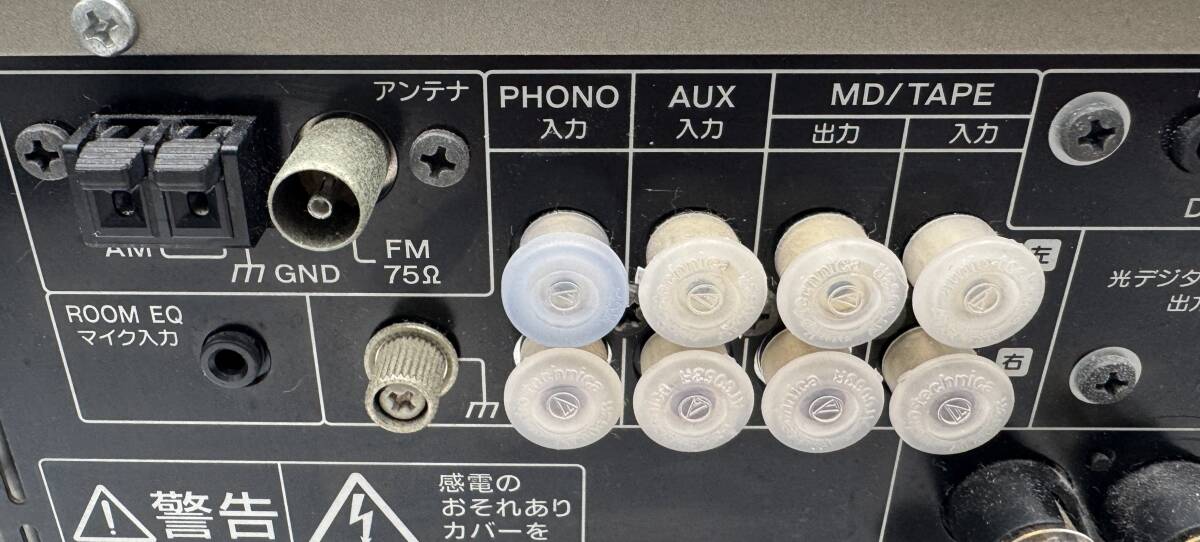 アンテナ
AM
GND
FM
75Ω
PHONO
入力
AUX
入力
MD/TAPE
出力
入力
左
右
ROOM EQ
マイク入力
光デジタ
出力
警告
感電の
おそれあり
カバーを
technica